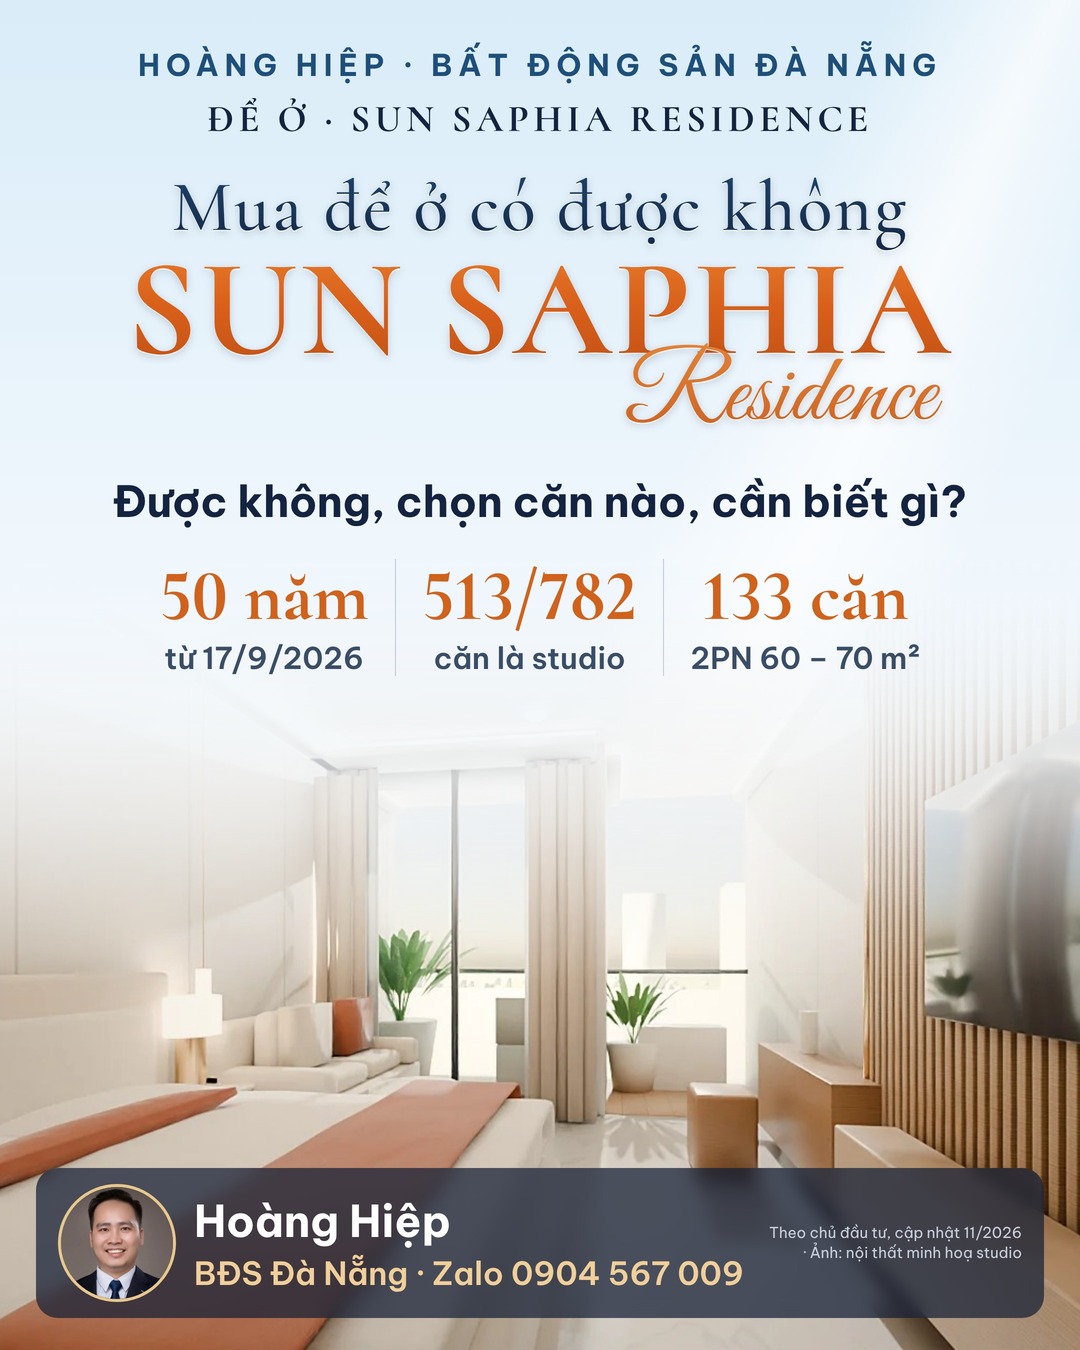 HOÀNG HIỆP · BẤT ĐỘNG SẢN ĐÀ NẴNG
ĐỂ Ở · SUN SAPHIA RESIDENCE
Mua để ở có được không
SUN SAPHIA
Residence
Được không, chọn căn nào, cần biết gì?
50 năm
từ 17/9/2026
513/782
căn là studio
133 căn
2PN 60 – 70 m²
Hoàng Hiệp
BĐS Đà Nẵng · Zalo 0904 567 009
Theo chủ đầu tư, cập nhật 11/2026
· Ảnh: nội thất minh hoạ studio